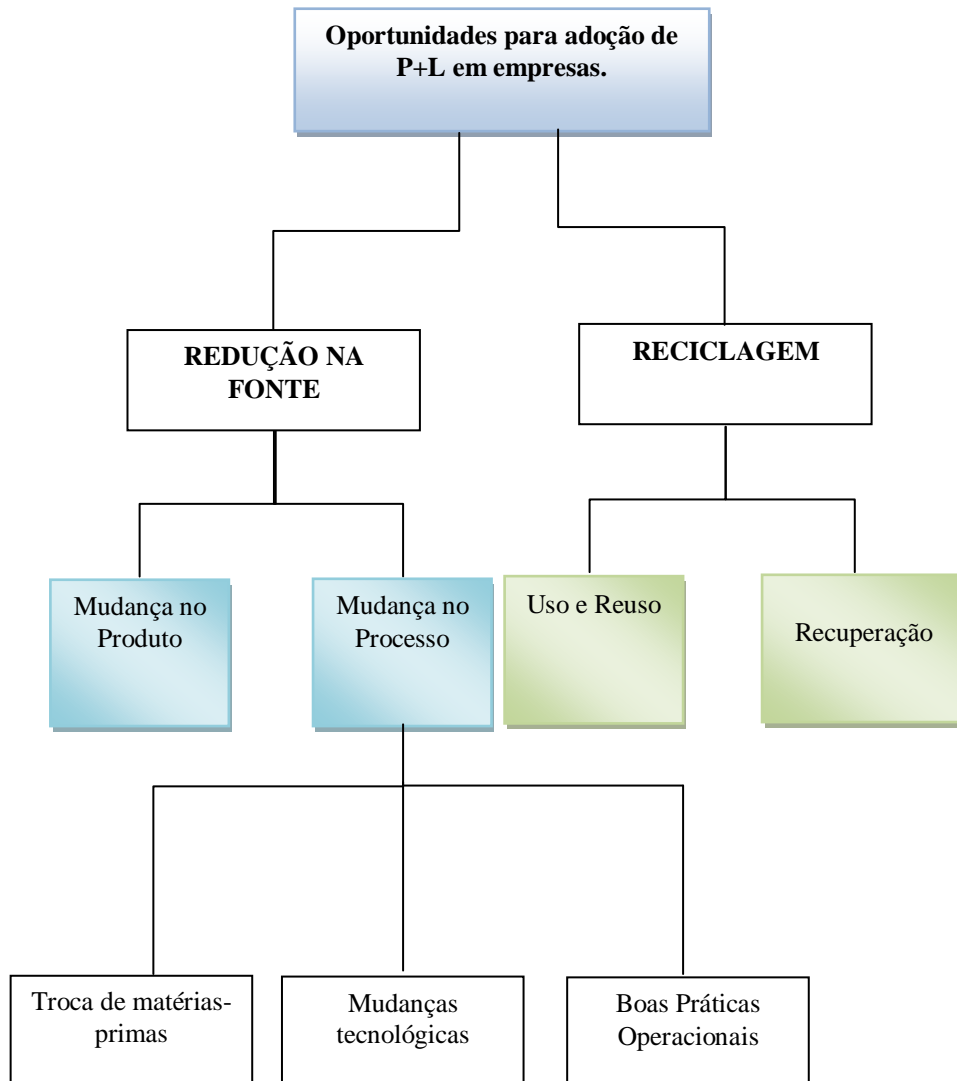 Oportunidades para adoção de
P+L em empresas.
REDUÇÃO NA
FONTE
RECICLAGEM
Mudança no
Produto
Mudança no
Processo
Uso e Reuso
Recuperação
Troca de matérias-
primas
Mudanças
tecnológicas
Boas Práticas
Operacionais